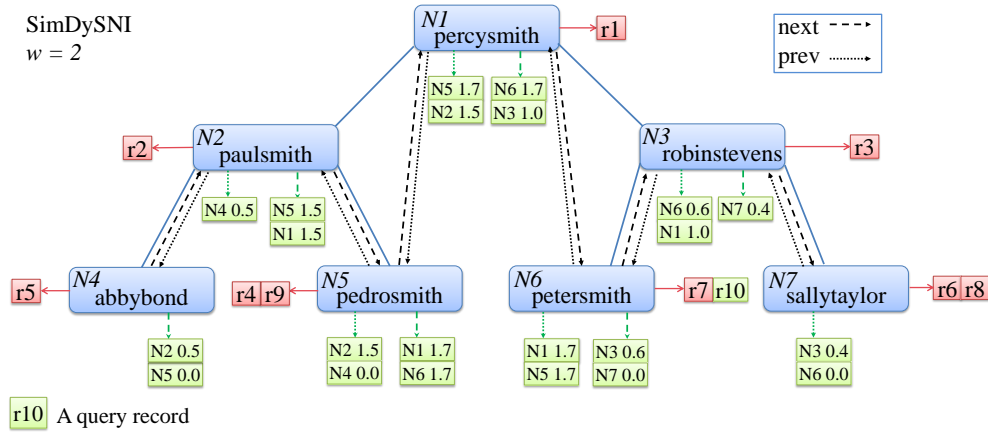 SimDySNI
w = 2
N1
percysmith
r1
next
prev
N5 1.7
N2 1.5
N6 1.7
N3 1.0
r2
N2
paulsmith
N3
robinstevens
r3
N4 0.5
N5 1.5
N1 1.5
N6 0.6
N1 1.0
N7 0.4
r5
N4
abbybond
r4 r9
N5
pedrosmith
N6
petersmith
r7 r10
N7
sallytaylor
r6 r8
N2 0.5
N5 0.0
N2 1.5
N4 0.0
N1 1.7
N6 1.7
N1 1.7
N5 1.7
N3 0.6
N7 0.0
N3 0.4
N6 0.0
r10 A query record